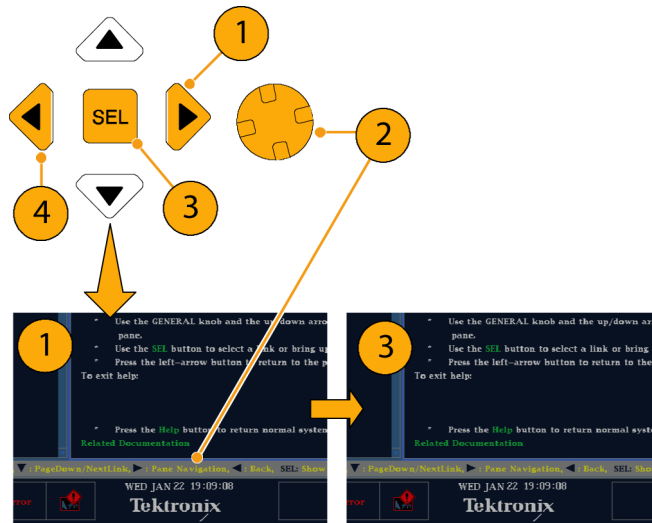 1
SEL
2
4
3
1
" Use the GENERAL knob and the up/down arro
pane.
" Use the SEL button to select a link or bring up
" Press the left-arrow button to return to the p
To exit help:
" Press the Help button to return normal system
Related Documentation
▼ : PageDown/NextLink, ► : Pane Navigation, ◄ : Back, SEL: Show
rror
WED JAN 22 19:09:08
Tektronix
3
" Use the GENERAL knob and the up/down ar
pane.
" Use the SEL button to select a link or bring
" Press the left-arrow button to return to the
To exit help:
" Press the Help button to return normal syste
Related Documentation
▼ : PageDown/NextLink, ► : Pane Navigation, ◄ : Back, SEL: Sho
rror
WED JAN 22 19:09:08
Tektronix